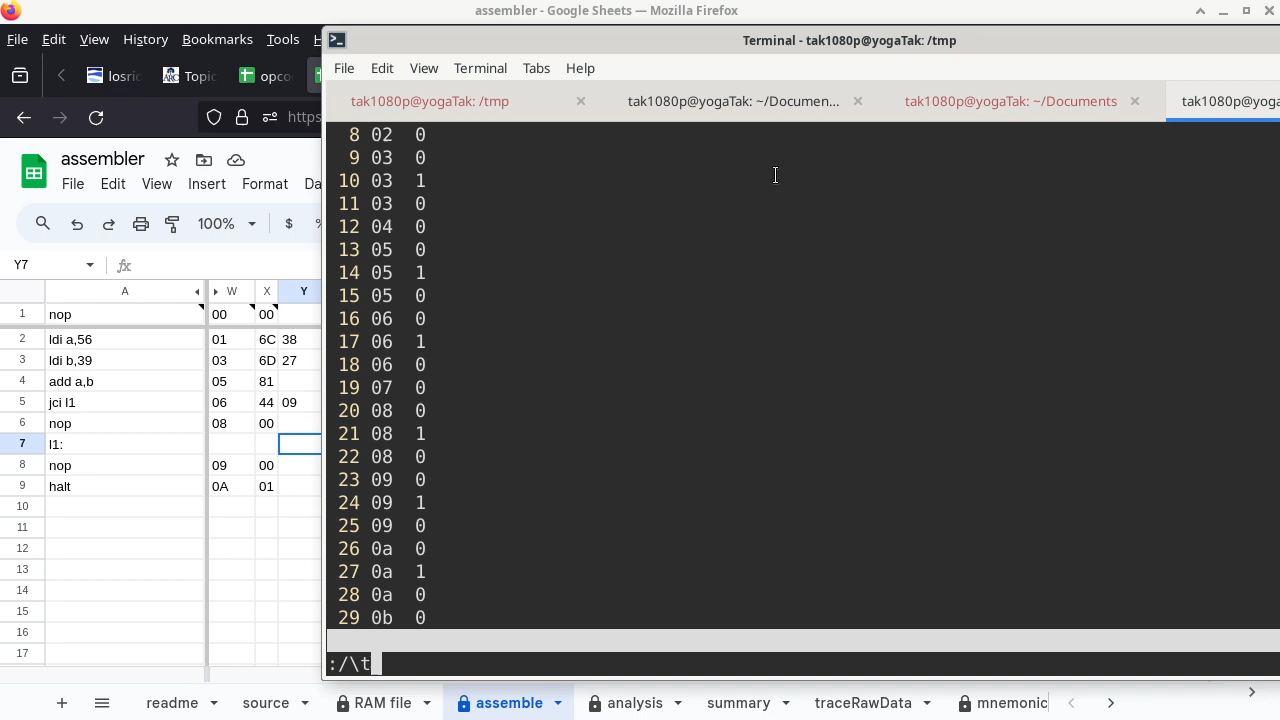 assembler - Google Sheets — Mozilla Firefox
File Edit View History Bookmarks Tools H
Terminal - tak1080p@yogaTak: /tmp
File Edit View Terminal Tabs Help
losric Topic opco
tak1080p@yogaTak: /tmp tak1080p@yogaTak: ~/Documen... tak1080p@yogaTak: ~/Documents tak1080p@yoga
https
assembler
File Edit View Insert Format Da
100% $ %
Y7
A W X Y
1 nop 00 00
2 ldi a,56 01 6C 38
3 ldi b,39 03 6D 27
4 add a,b 05 81
5 jci l1 06 44 09
6 nop 08 00
7 l1:
8 nop 09 00
9 halt 0A 01
10
11
12
13
14
15
16
17
8 02 0
9 03 0
10 03 1
11 03 0
12 04 0
13 05 0
14 05 1
15 05 0
16 06 0
17 06 1
18 06 0
19 07 0
20 08 0
21 08 1
22 08 0
23 09 0
24 09 1
25 09 0
26 0a 0
27 0a 1
28 0a 0
29 0b 0
:/\t
readme source RAM file assemble analysis summary traceRawData mnemonic